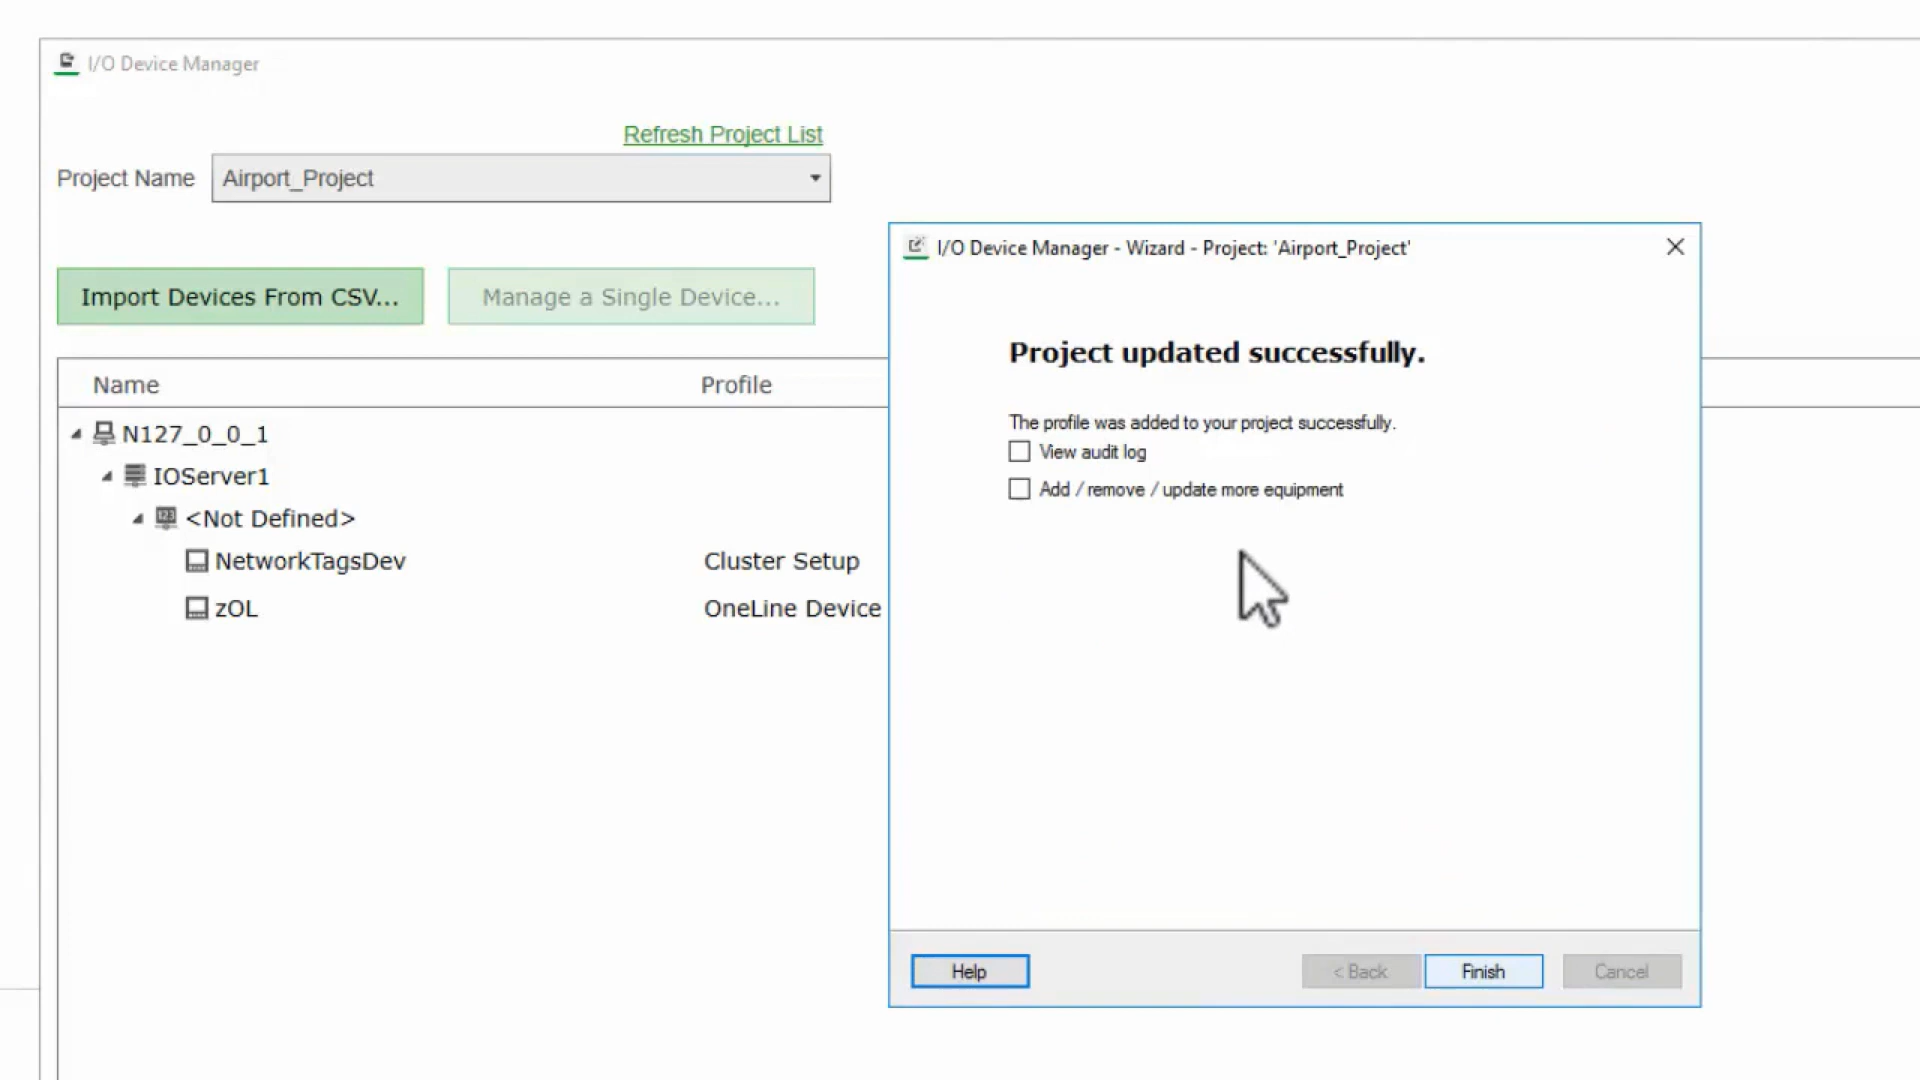 I/O Device Manager
Refresh Project List
Project Name
Airport_Project
Import Devices From CSV...
Manage a Single Device...
Name
Profile
N127_0_0_1
IOServer1
<Not Defined>
NetworkTagsDev
Cluster Setup
zOL
OneLine Device
I/O Device Manager - Wizard - Project: 'Airport_Project'
Project updated successfully.
The profile was added to your project successfully.
View audit log
Add / remove / update more equipment
Help
< Back
Finish
Cancel